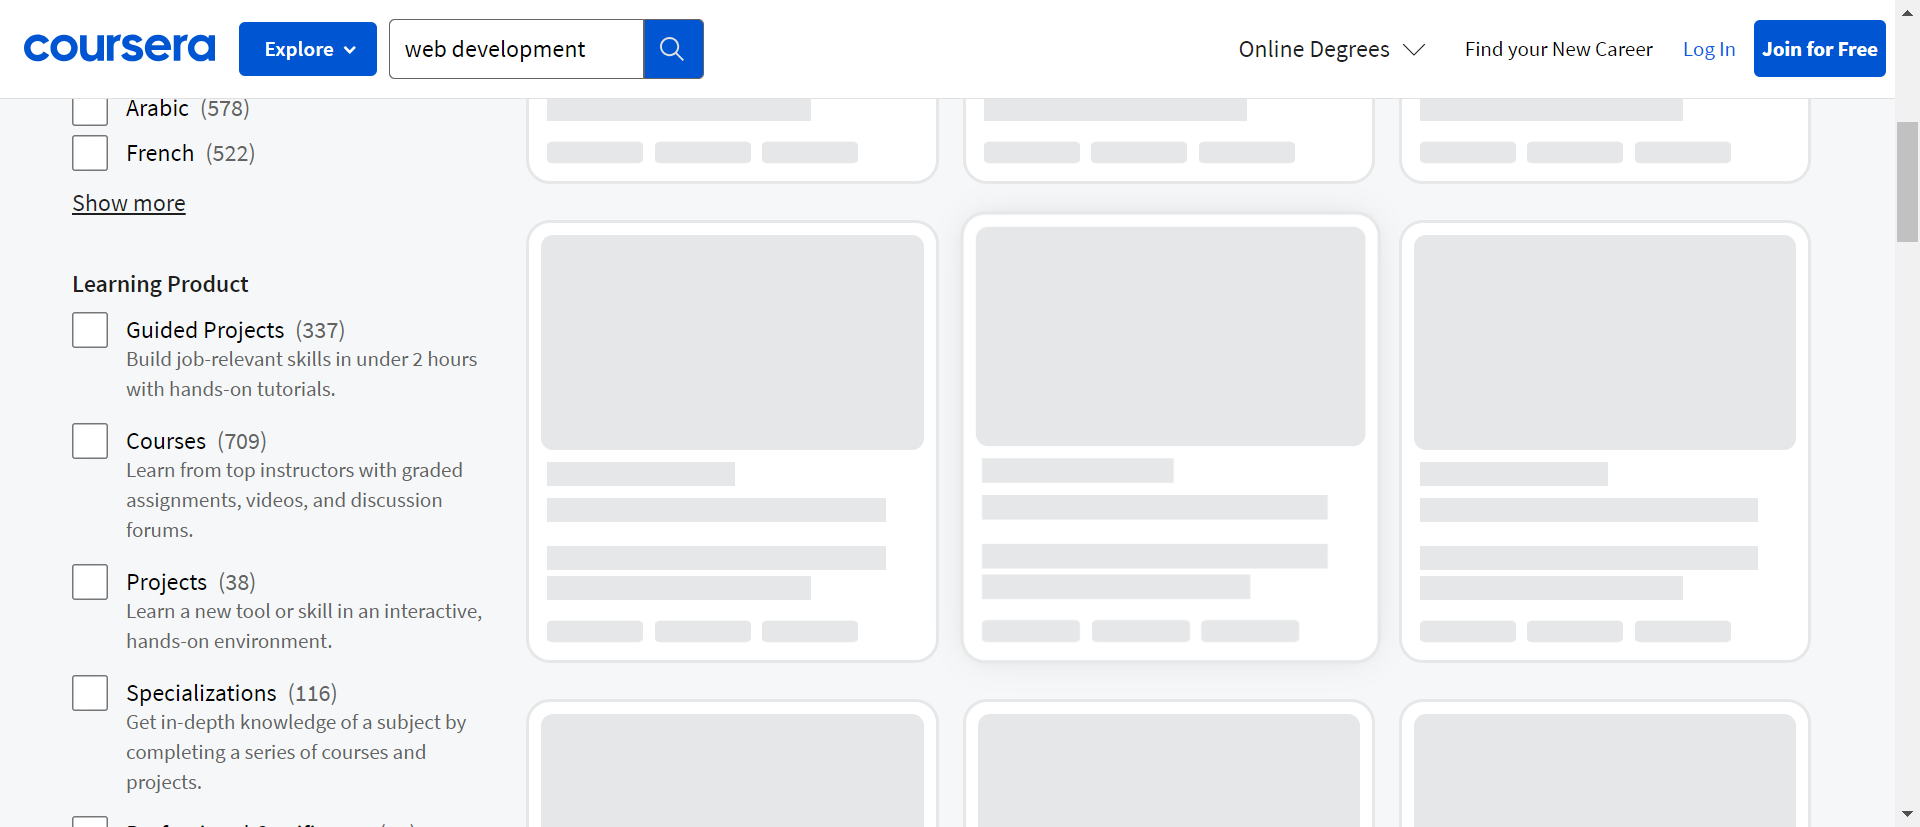 coursera
Explore
web development
Online Degrees
Find your New Career
Log In
Join for Free
Arabic (578)
French (522)
Show more
Learning Product
Guided Projects (337)
Build job-relevant skills in under 2 hours
with hands-on tutorials.
Courses (709)
Learn from top instructors with graded
assignments, videos, and discussion
forums.
Projects (38)
Learn a new tool or skill in an interactive,
hands-on environment.
Specializations (116)
Get in-depth knowledge of a subject by
completing a series of courses and
projects.